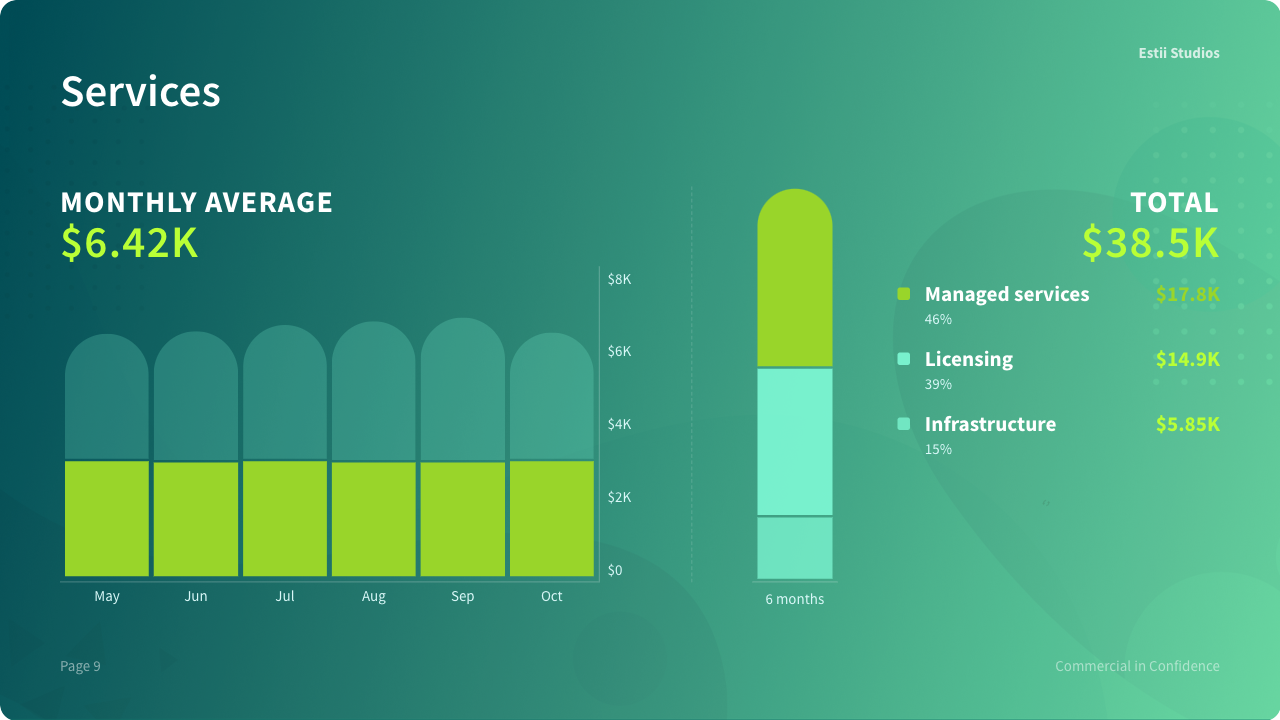 Estii Studios
Services
MONTHLY AVERAGE
$6.42K
$8K
$6K
$4K
$2K
$0
May Jun Jul Aug Sep Oct
6 months
TOTAL
$38.5K
Managed services $17.8K
46%
Licensing $14.9K
39%
Infrastructure $5.85K
15%
Page 9
Commercial in Confidence